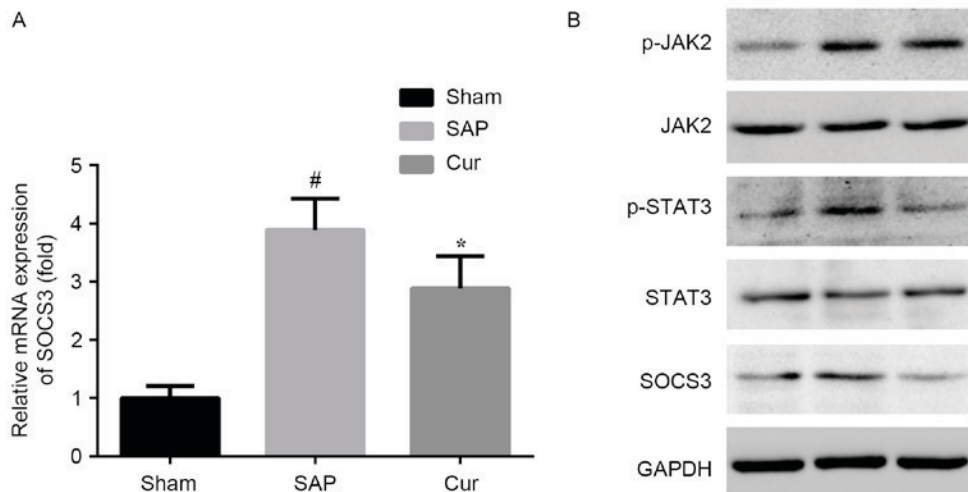 A
Sham
SAP
Cur
Relative mRNA expression
of SOCS3 (fold)
5
4
3
2
1
0
#
*
Sham
SAP
Cur
B
p-JAK2
JAK2
p-STAT3
STAT3
SOCS3
GAPDH